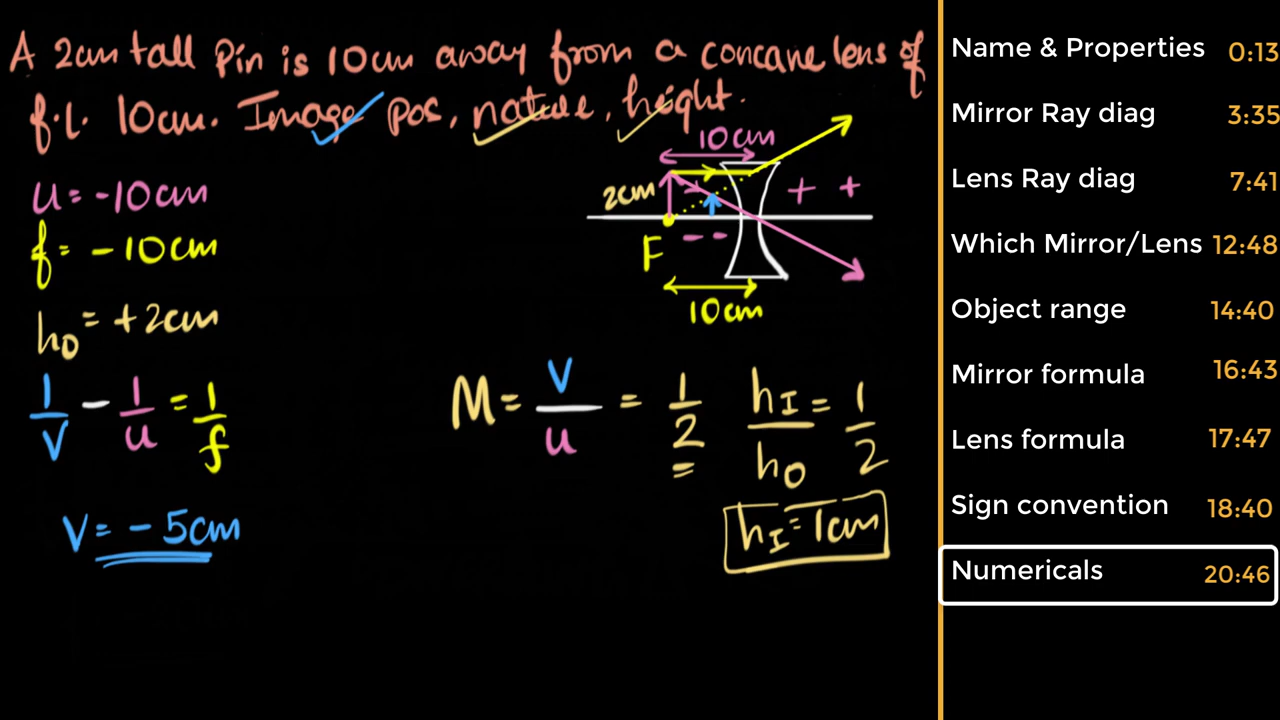 A 2cm tall Pin is 10cm away from a concave lens of
f.l. 10cm. Image pos, nature, height.
u = -10cm
f = -10cm
h₀ = +2cm
1/V - 1/u = 1/f
V = -5cm
10cm
2cm
+ +
F
- -
10cm
M = V/u = 1/2
hI/hO = 1/2
hI = 1cm
Name & Properties 0:13
Mirror Ray diag 3:35
Lens Ray diag 7:41
Which Mirror/Lens 12:48
Object range 14:40
Mirror formula 16:43
Lens formula 17:47
Sign convention 18:40
Numericals 20:46